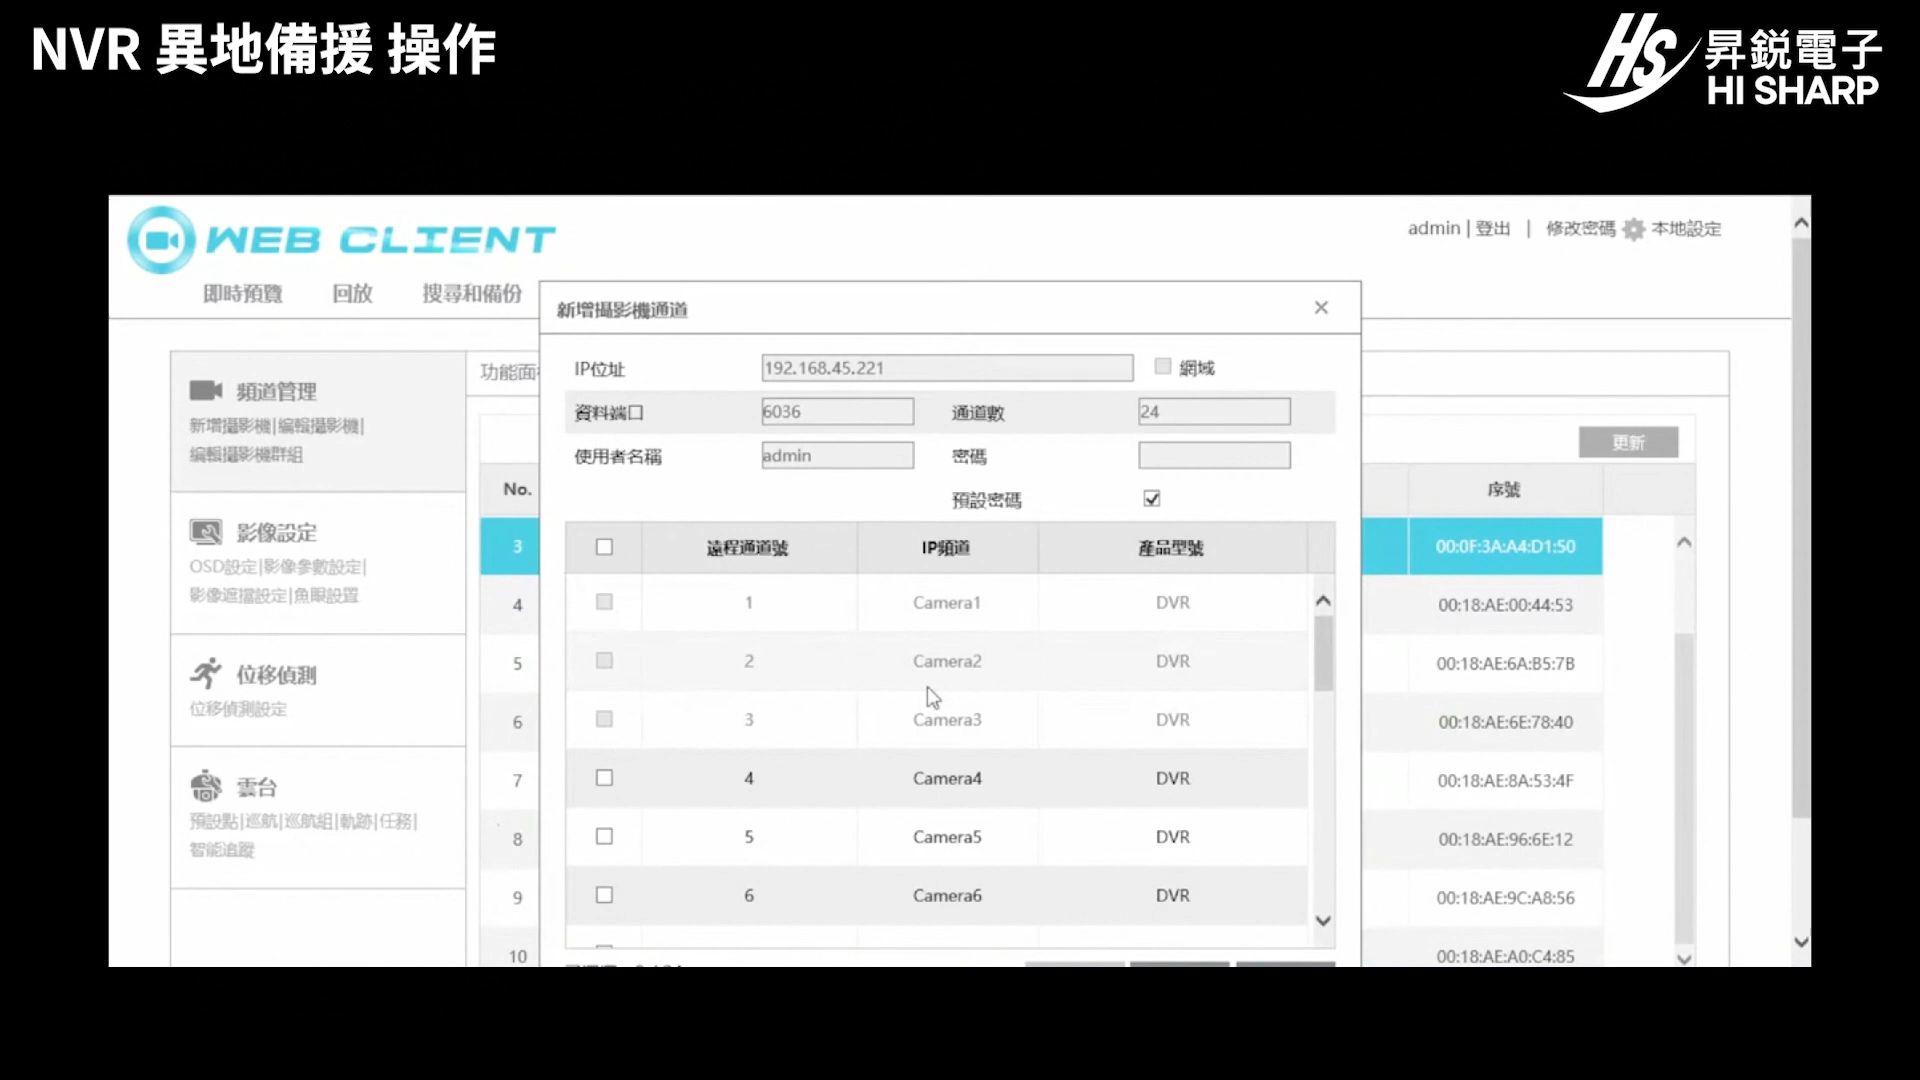 NVR 異地備援 操作
昇銳電子
HI SHARP
WEB CLIENT
admin | 登出 | 修改密碼 本地設定
即時預覽 回放 搜尋和備份
新增攝影機通道
IP位址 192.168.45.221 網域
資料端口 6036 通道數 24
使用者名稱 admin 密碼
預設密碼
遠程通道號 IP頻道 產品型號
1 Camera1 DVR
2 Camera2 DVR
3 Camera3 DVR
4 Camera4 DVR
5 Camera5 DVR
6 Camera6 DVR
頻道管理
新增攝影機|編輯攝影機|
編輯攝影機群組
影像設定
OSD設定|影像參數設定|
影像遮擋設定|魚眼設置
位移偵測
位移偵測設定
雲台
預設點|巡航|巡航組|軌跡|任務|
智能追蹤
功能面
更新
No. 序號
3 00:0F:3A:A4:D1:50
4 00:18:AE:00:44:53
5 00:18:AE:6A:B5:7B
6 00:18:AE:6E:78:40
7 00:18:AE:8A:53:4F
8 00:18:AE:96:6E:12
9 00:18:AE:9C:A8:56
10 00:18:AE:A0:C4:85